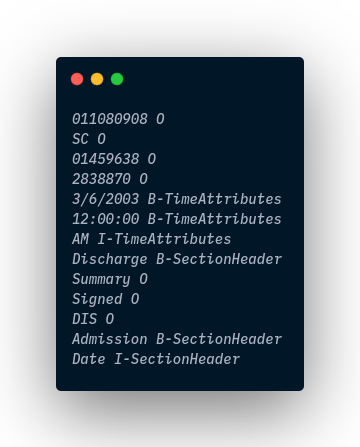 011080908 O
SC O
01459638 O
2838870 O
3/6/2003 B-TimeAttributes
12:00:00 B-TimeAttributes
AM I-TimeAttributes
Discharge B-SectionHeader
Summary O
Signed O
DIS O
Admission B-SectionHeader
Date I-SectionHeader